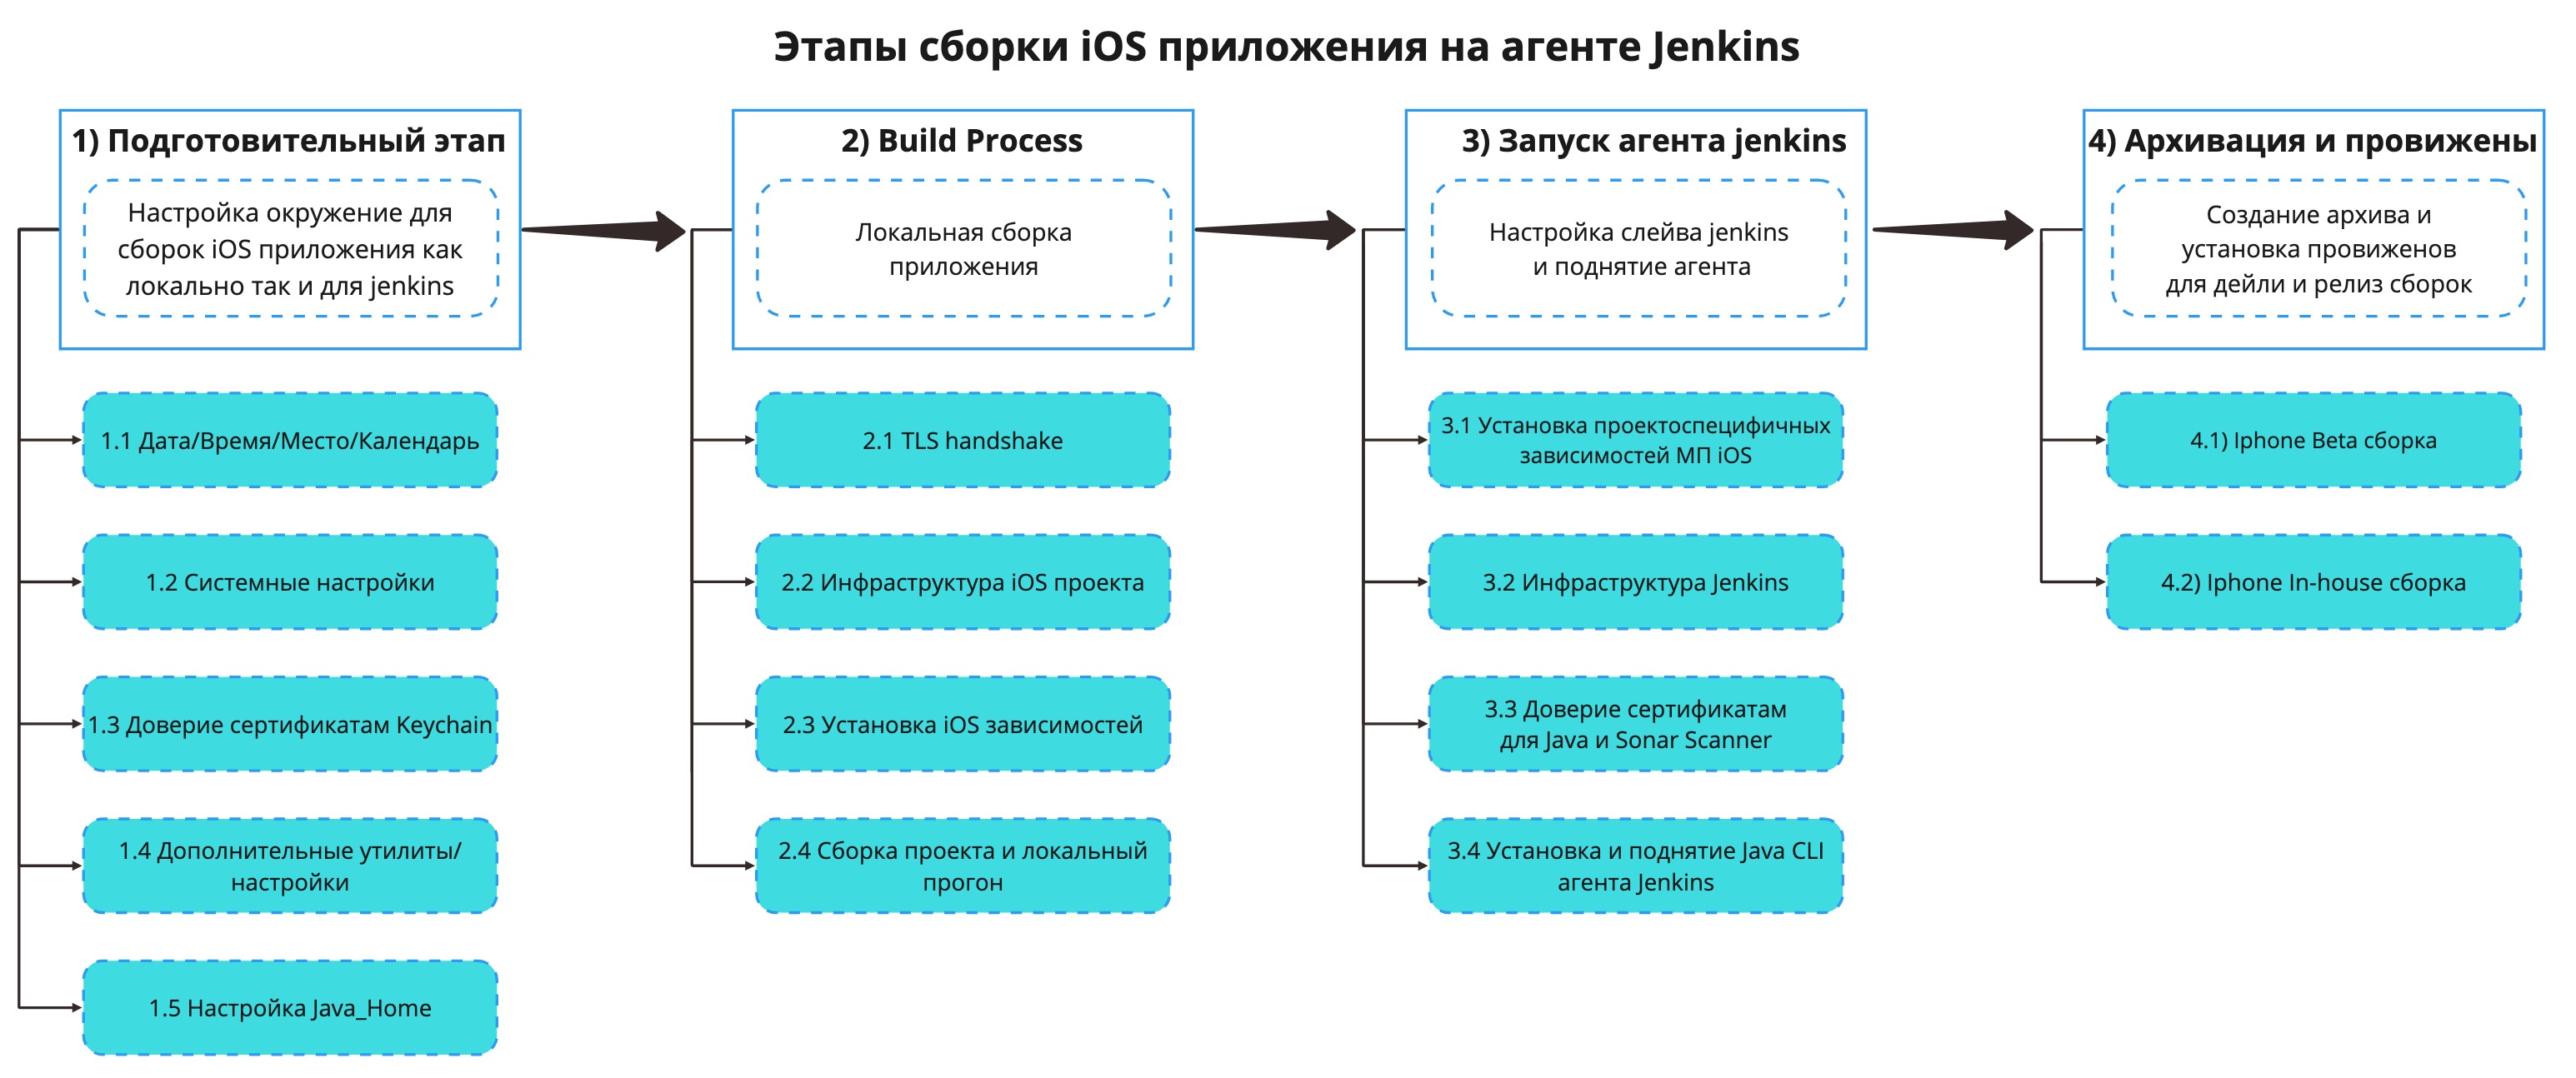 Этапы сборки iOS приложения на агенте Jenkins
1) Подготовительный этап
Настройка окружение для
сборок iOS приложения как
локально так и для jenkins
1.1 Дата/Время/Место/Календарь
1.2 Системные настройки
1.3 Доверие сертификатам Keychain
1.4 Дополнительные утилиты/
настройки
1.5 Настройка Java_Home
2) Build Process
Локальная сборка
приложения
2.1 TLS handshake
2.2 Инфраструктура iOS проекта
2.3 Установка iOS зависимостей
2.4 Сборка проекта и локальный
прогон
3) Запуск агента jenkins
Настройка слейва jenkins
и поднятие агента
3.1 Установка проектоспецифичных
зависимостей МП iOS
3.2 Инфраструктура Jenkins
3.3 Доверие сертификатам
для Java и Sonar Scanner
3.4 Установка и поднятие Java CLI
агента Jenkins
4) Архивация и провижены
Создание архива и
установка провиженов
для дейли и релиз сборок
4.1) Iphone Beta сборка
4.2) Iphone In-house сборка